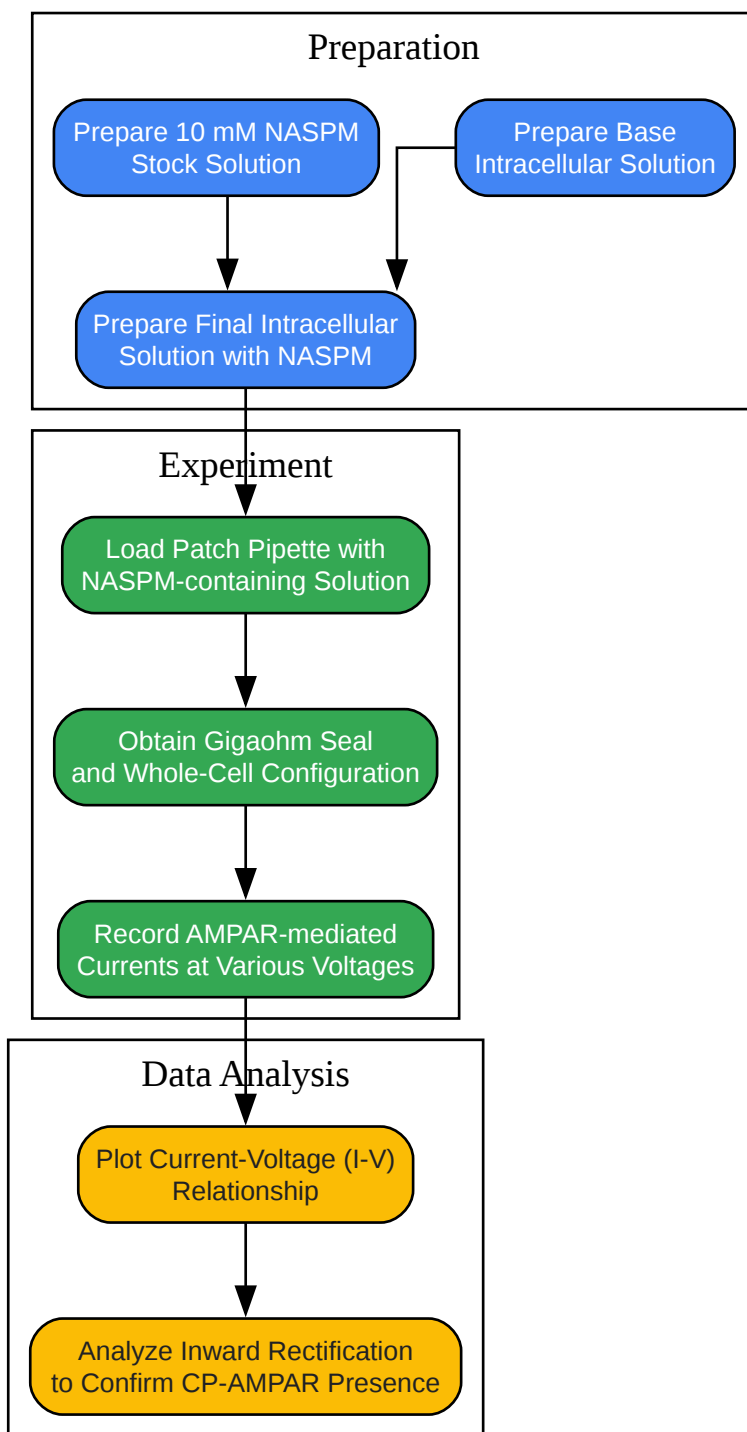 Preparation
Prepare 10 mM NASPM
Stock Solution
Prepare Base
Intracellular Solution
Prepare Final Intracellular
Solution with NASPM
Experiment
Load Patch Pipette with
NASPM-containing Solution
Obtain Gigaohm Seal
and Whole-Cell Configuration
Record AMPAR-mediated
Currents at Various Voltages
Data Analysis
Plot Current-Voltage (I-V)
Relationship
Analyze Inward Rectification
to Confirm CP-AMPAR Presence